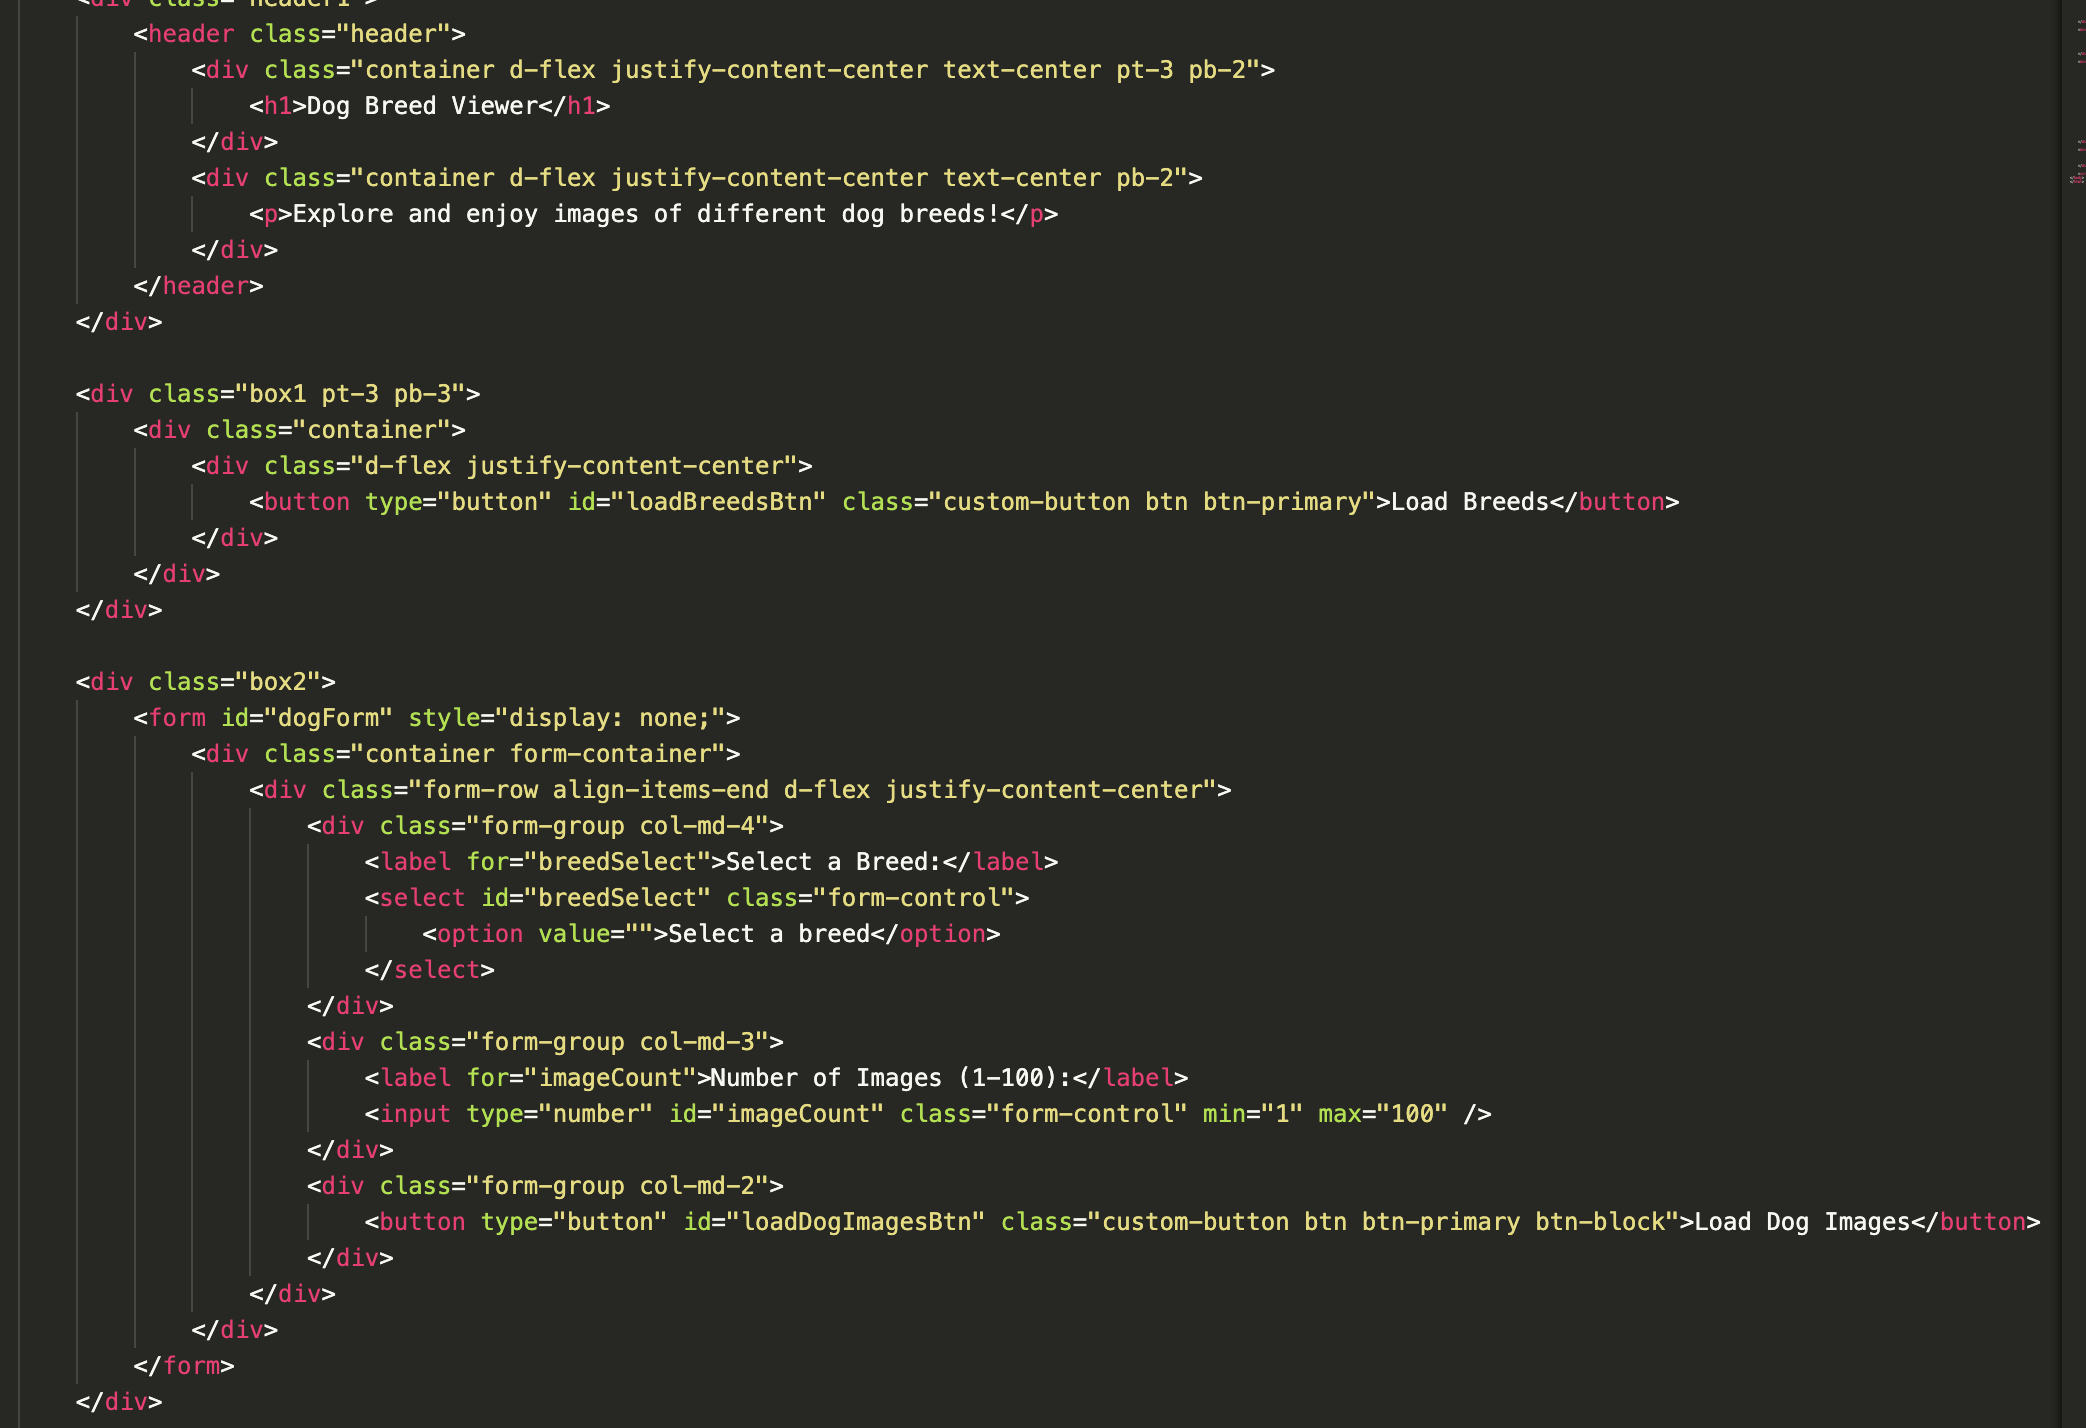 <div class="header1">
<header class="header">
<div class="container d-flex justify-content-center text-center pt-3 pb-2">
<h1>Dog Breed Viewer</h1>
</div>
<div class="container d-flex justify-content-center text-center pb-2">
<p>Explore and enjoy images of different dog breeds!</p>
</div>
</header>
</div>
<div class="box1 pt-3 pb-3">
<div class="container">
<div class="d-flex justify-content-center">
<button type="button" id="loadBreedsBtn" class="custom-button btn btn-primary">Load Breeds</button>
</div>
</div>
</div>
<div class="box2">
<form id="dogForm" style="display: none;">
<div class="container form-container">
<div class="form-row align-items-end d-flex justify-content-center">
<div class="form-group col-md-4">
<label for="breedSelect">Select a Breed:</label>
<select id="breedSelect" class="form-control">
<option value="">Select a breed</option>
</select>
</div>
<div class="form-group col-md-3">
<label for="imageCount">Number of Images (1-100):</label>
<input type="number" id="imageCount" class="form-control" min="1" max="100" />
</div>
<div class="form-group col-md-2">
<button type="button" id="loadDogImagesBtn" class="custom-button btn btn-primary btn-block">Load Dog Images</button>
</div>
</div>
</div>
</form>
</div>